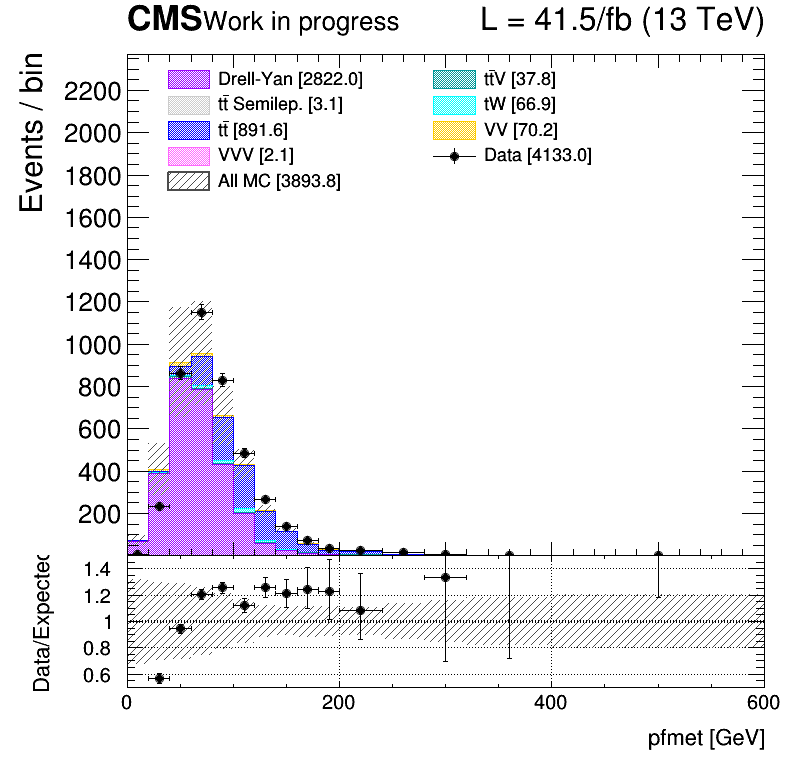 CMS Work in progress L = 41.5/fb (13 TeV)
Events / bin
Drell-Yan [2822.0]
tt̄ Semilep. [3.1]
tt̄ [891.6]
VVV [2.1]
All MC [3893.8]
tt̄V [37.8]
tW [66.9]
VV [70.2]
Data [4133.0]
2200
2000
1800
1600
1400
1200
1000
800
600
400
200
Data/Expected
1.4
1.2
1
0.8
0.6
0 200 400 600
pfmet [GeV]